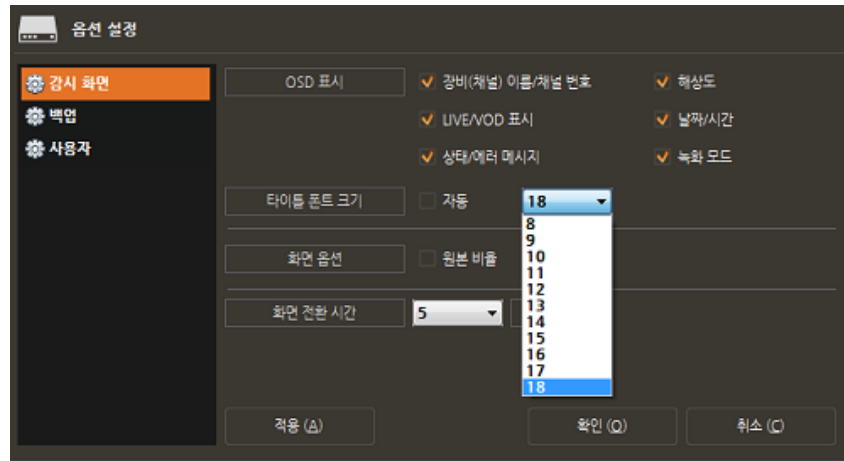 옵션 설정
감시 화면
백업
사용자
OSD 표시
장비(채널) 이름/채널 번호
해상도
LIVE/VOD 표시
날짜/시간
상태/에러 메시지
녹화 모드
타이틀 폰트 크기
자동
18
8
9
10
11
12
13
14
15
16
17
18
화면 옵션
원본 비율
화면 전환 시간
5
적용 (A)
확인 (O)
취소 (C)